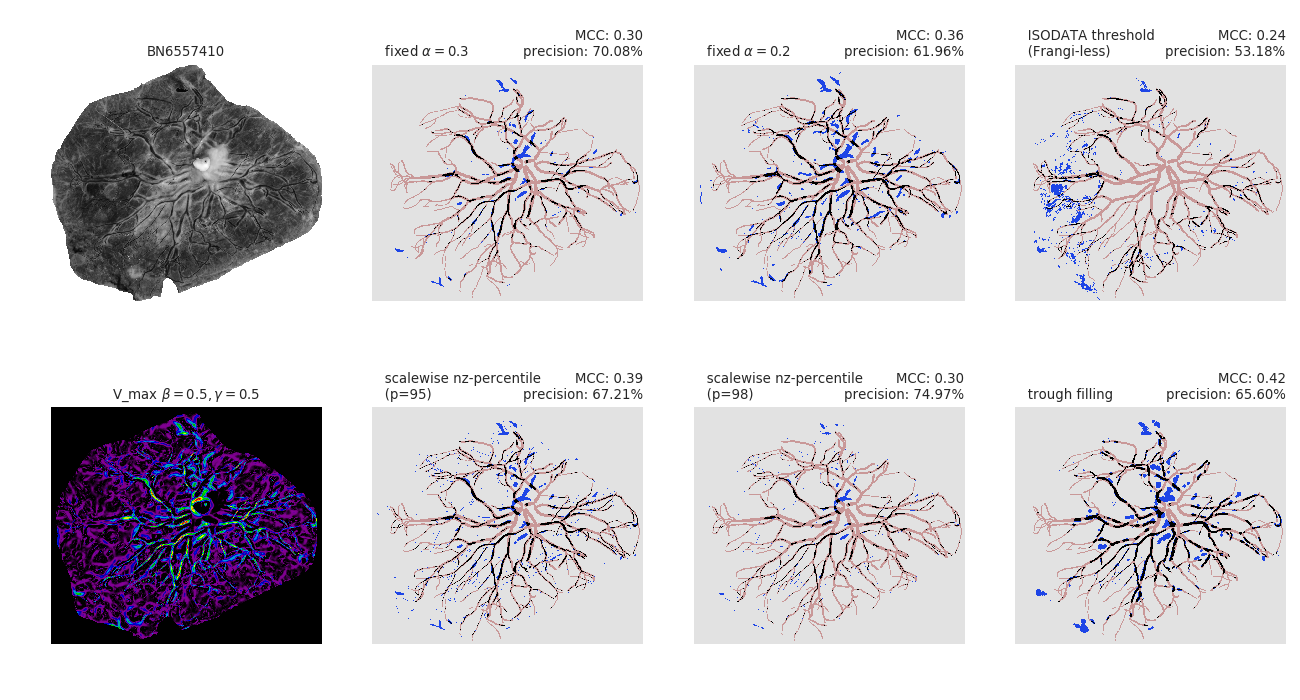 BN6557410
fixed α = 0.3
MCC: 0.30
precision: 70.08%
fixed α = 0.2
MCC: 0.36
precision: 61.96%
ISODATA threshold
(Frangi-less)
MCC: 0.24
precision: 53.18%
V_max β = 0.5, γ = 0.5
scalewise nz-percentile
(p=95)
MCC: 0.39
precision: 67.21%
scalewise nz-percentile
(p=98)
MCC: 0.30
precision: 74.97%
trough filling
MCC: 0.42
precision: 65.60%